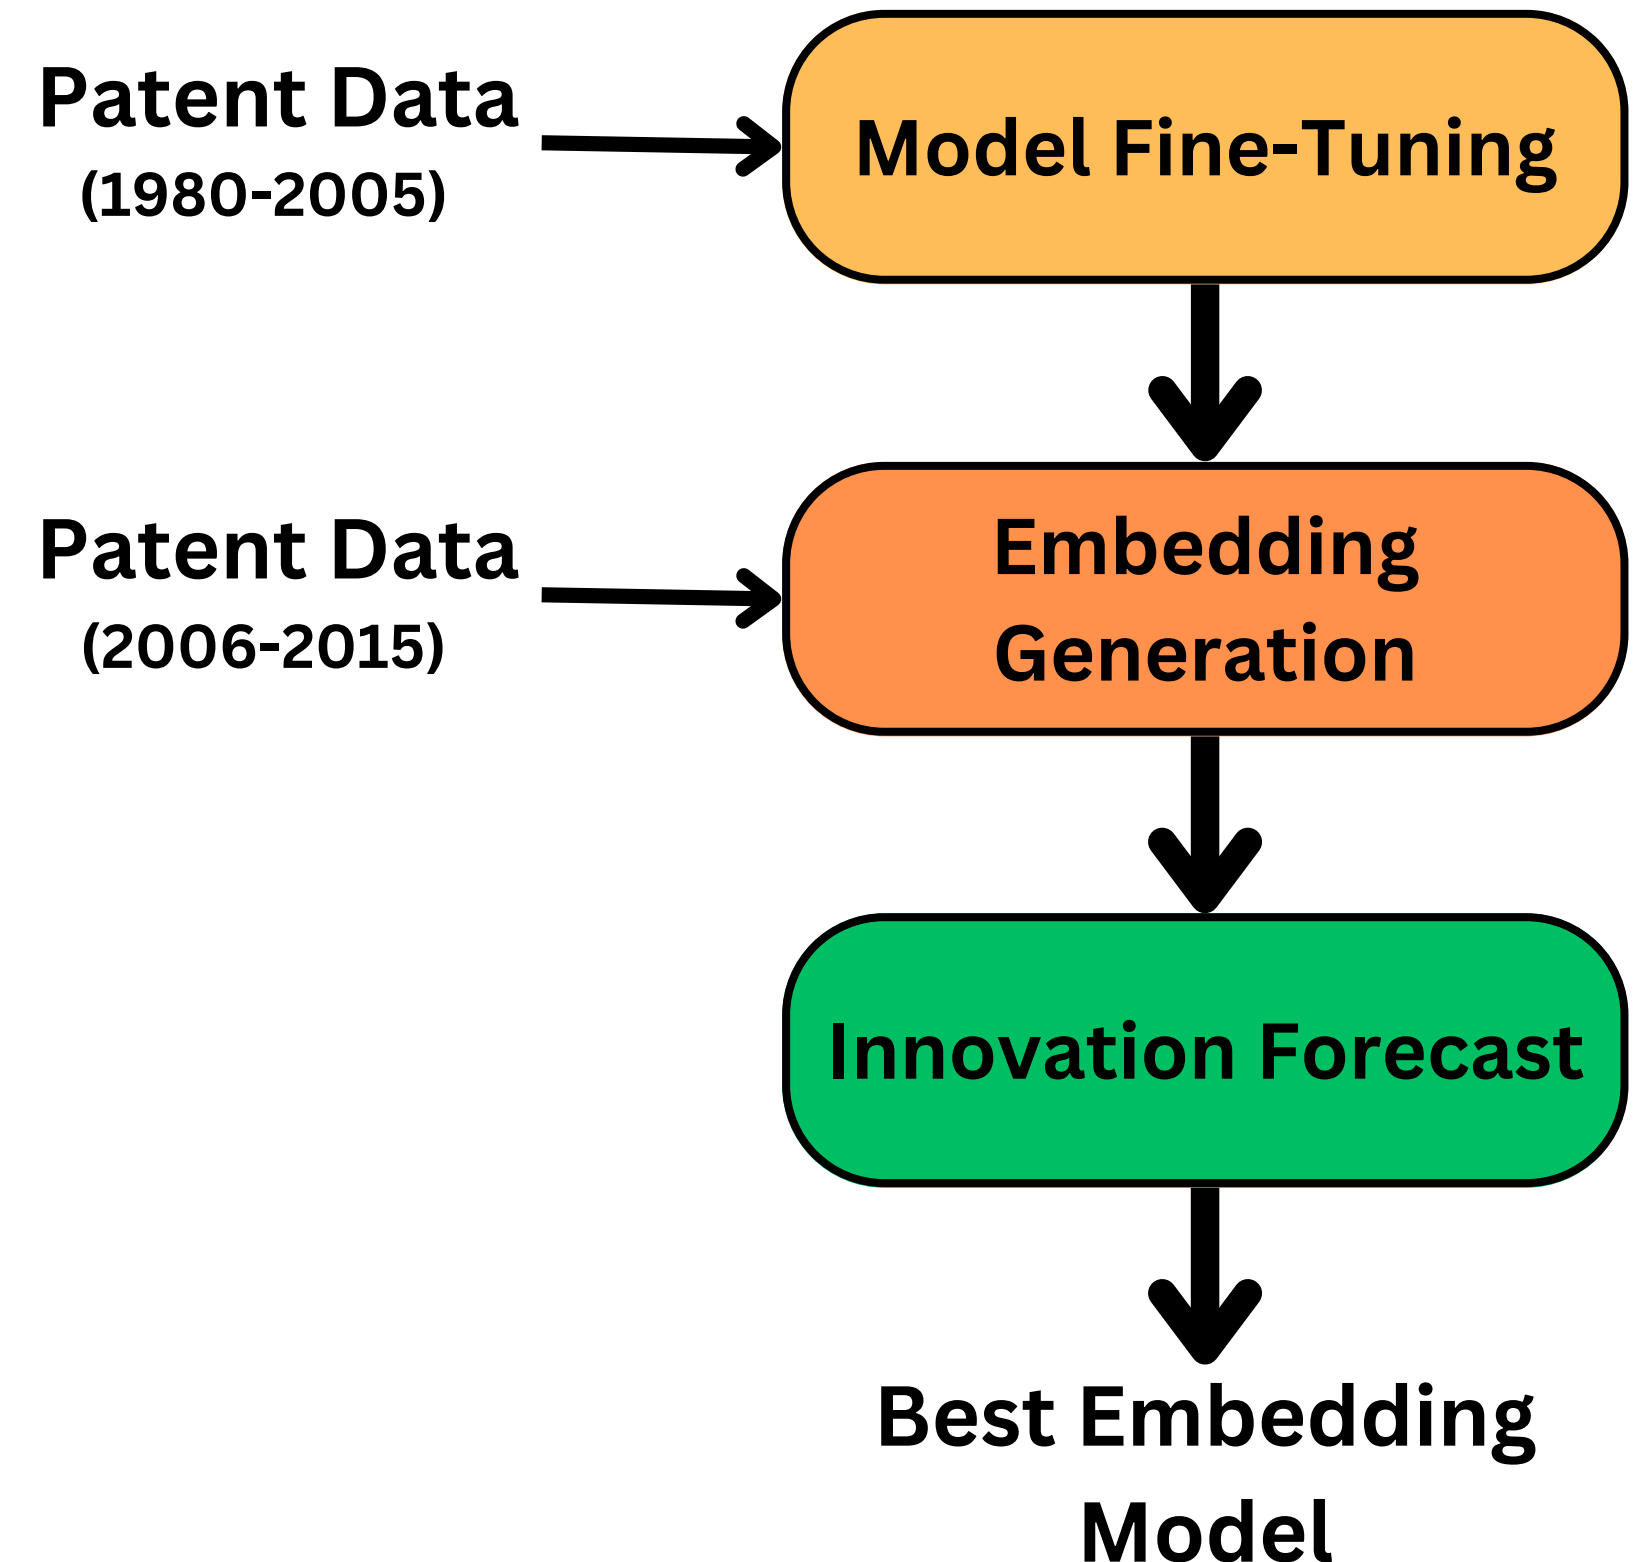 Patent Data
(1980-2005)
Model Fine-Tuning
Patent Data
(2006-2015)
Embedding
Generation
Innovation Forecast
Best Embedding
Model